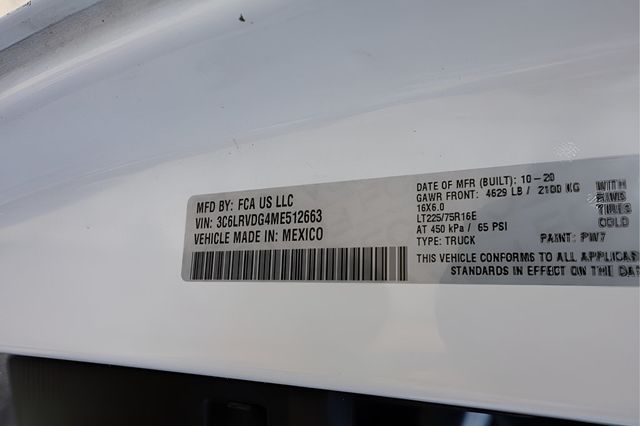 MFD BY: FCA US LLC
VIN: 3C6LRVDG4ME512663
VEHICLE MADE IN: MEXICO
DATE OF MFR (BUILT): 10-20
GAWR FRONT: 4629 LB / 2100 KG WITH
16X6.0 RIMS
LT225/75R16E TIRES
AT 450 kPa / 65 PSI COLD
TYPE: TRUCK PAINT: PW7
THIS VEHICLE CONFORMS TO ALL
STANDARDS IN EFFECT ON THE